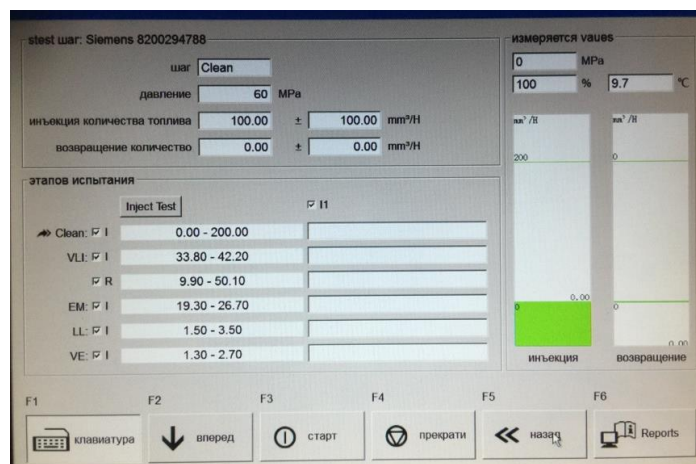 stest шаг: Siemens 8200294788
шаг Clean
давление 60 MPa
инъекция количества топлива 100.00 ± 100.00 mm³/H
возвращение количество 0.00 ± 0.00 mm³/H
измеряется vaues
0 MPa
100 % 9.7 °C
mm³/H mm³/H
200 0
0.00
0 0
0.00
инъекция возвращение
этапов испытания
Inject Test I1
Clean: I 0.00 - 200.00
VLI: I 33.80 - 42.20
R 9.90 - 50.10
EM: I 19.30 - 26.70
LL: I 1.50 - 3.50
VE: I 1.30 - 2.70
F1 F2 F3 F4 F5 F6
клавиатура вперед старт прекрати назад Reports